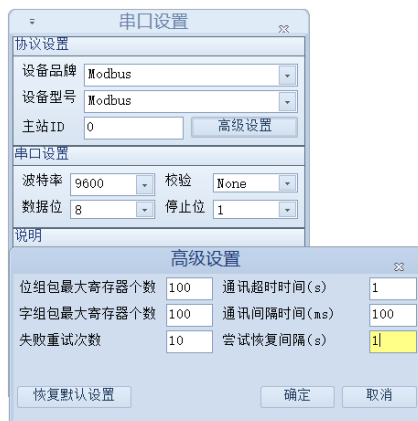 串口设置
协议设置
设备品牌 Modbus
设备型号 Modbus
主站ID 0 高级设置
串口设置
波特率 9600 校验 None
数据位 8 停止位 1
说明
高级设置
位组包最大寄存器个数 100 通讯超时时间(s) 1
字组包最大寄存器个数 100 通讯间隔时间(ms) 100
失败重试次数 10 尝试恢复间隔(s) 1
恢复默认设置 确定 取消